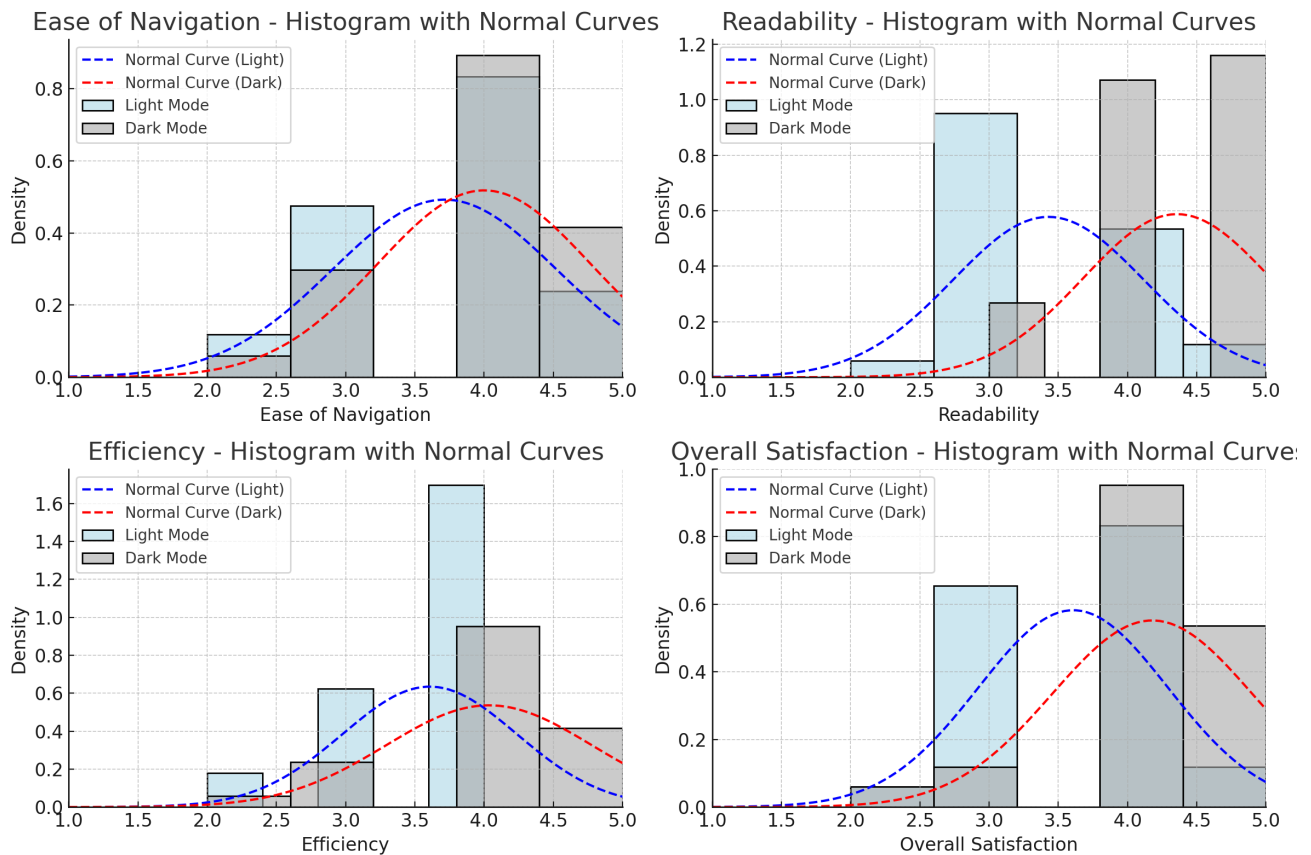 Ease of Navigation - Histogram with Normal Curves
Normal Curve (Light)
Normal Curve (Dark)
Light Mode
Dark Mode
Density
0.8
0.6
0.4
0.2
0.0
1.0 1.5 2.0 2.5 3.0 3.5 4.0 4.5 5.0
Ease of Navigation
Readability - Histogram with Normal Curves
Normal Curve (Light)
Normal Curve (Dark)
Light Mode
Dark Mode
Density
1.2
1.0
0.8
0.6
0.4
0.2
0.0
1.0 1.5 2.0 2.5 3.0 3.5 4.0 4.5 5.0
Readability
Efficiency - Histogram with Normal Curves
Normal Curve (Light)
Normal Curve (Dark)
Light Mode
Dark Mode
Density
1.6
1.4
1.2
1.0
0.8
0.6
0.4
0.2
0.0
1.0 1.5 2.0 2.5 3.0 3.5 4.0 4.5 5.0
Efficiency
Overall Satisfaction - Histogram with Normal Curves
Normal Curve (Light)
Normal Curve (Dark)
Light Mode
Dark Mode
Density
1.0
0.8
0.6
0.4
0.2
0.0
1.0 1.5 2.0 2.5 3.0 3.5 4.0 4.5 5.0
Overall Satisfaction